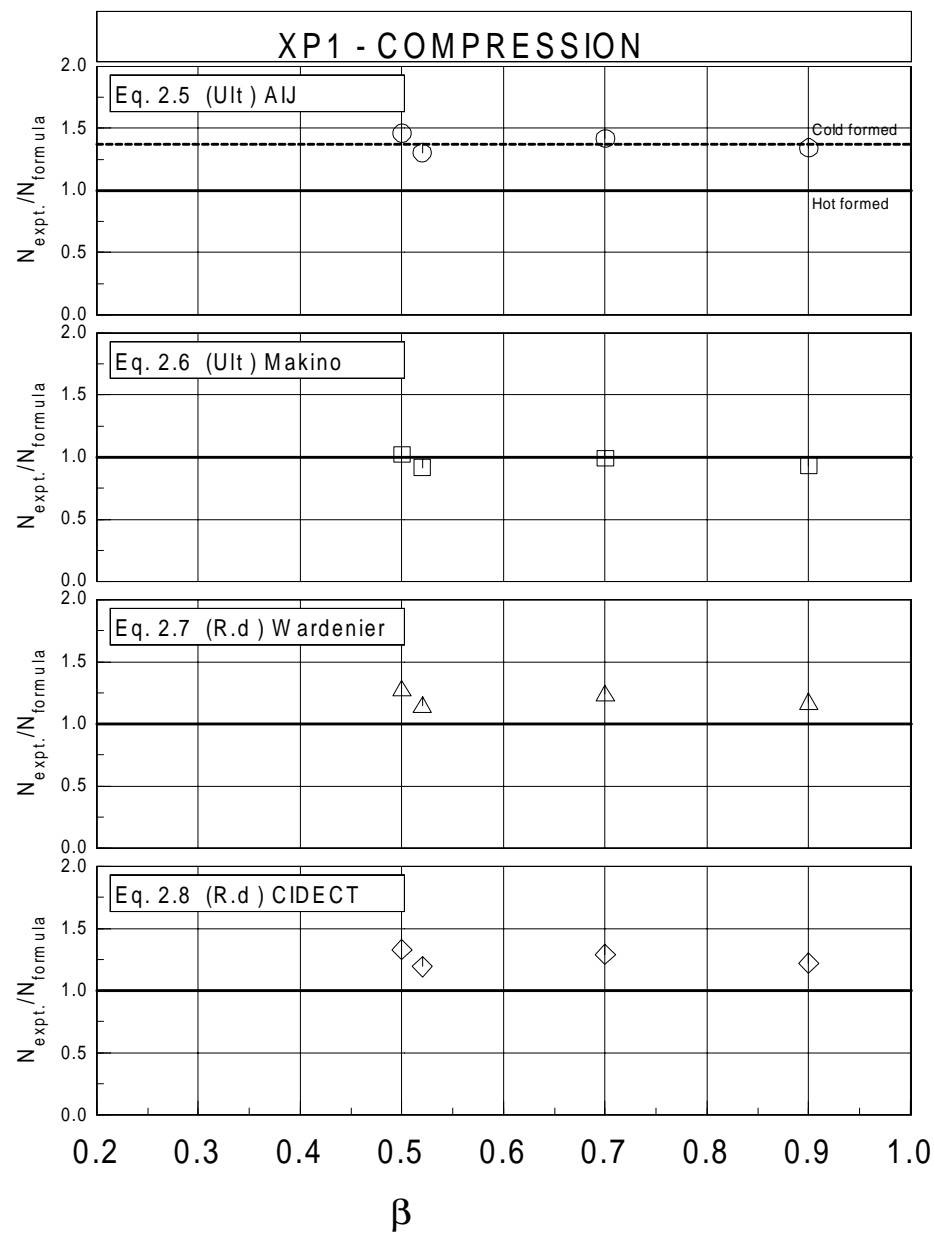 XP1 - COMPRESSION
2.0
Eq. 2.5 (Ult) AIJ
1.5
Cold formed
1.0
Hot formed
0.5
0.0
Nexpt./Nformula
2.0
Eq. 2.6 (Ult) Makino
1.5
1.0
0.5
0.0
Nexpt./Nformula
2.0
Eq. 2.7 (R.d) Wardenier
1.5
1.0
0.5
0.0
Nexpt./Nformula
2.0
Eq. 2.8 (R.d) CIDECT
1.5
1.0
0.5
0.0
Nexpt./Nformula
0.2 0.3 0.4 0.5 0.6 0.7 0.8 0.9 1.0
β